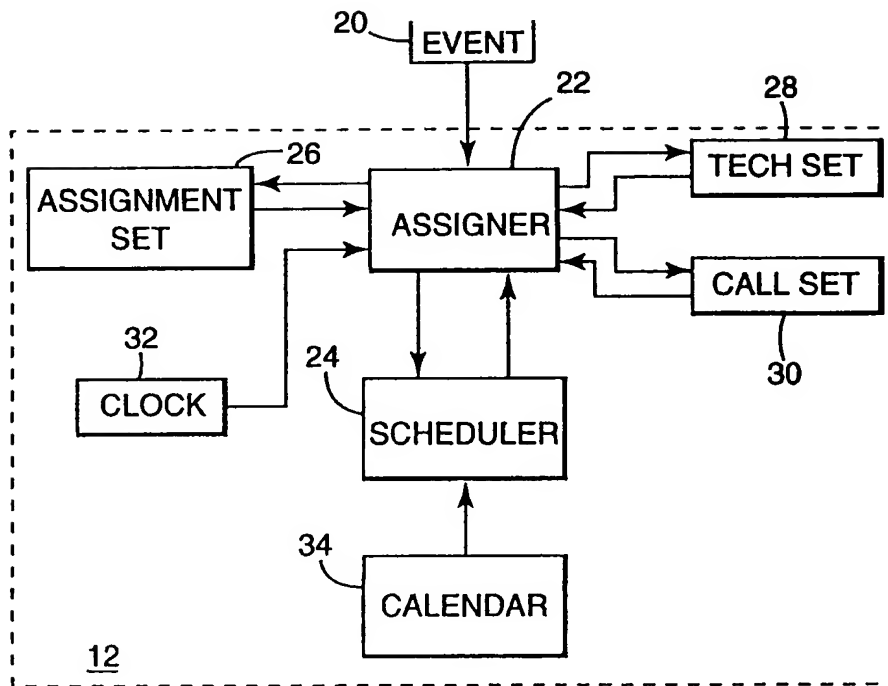 20
EVENT
22
28
26
ASSIGNMENT
SET
ASSIGNER
TECH SET
CALL SET
30
32
CLOCK
24
SCHEDULER
34
CALENDAR
12